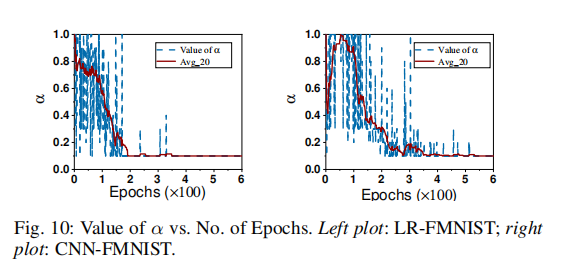 1.0
0.8
0.6
0.4
0.2
0.0
α
Value of α
Avg_20
0 1 2 3 4 5 6
Epochs (×100)
1.0
0.8
0.6
0.4
0.2
0.0
α
Value of α
Avg_20
0 1 2 3 4 5 6
Epochs (×100)
Fig. 10: Value of α vs. No. of Epochs. Left plot: LR-FMNIST; right
plot: CNN-FMNIST.